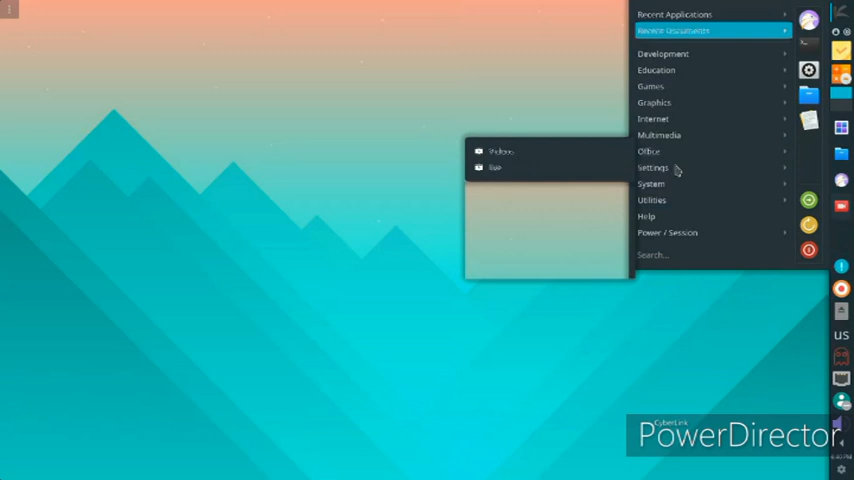 Recent Applications
Recent Documents
Development
Education
Games
Graphics
Internet
Multimedia
Office
Settings
System
Utilities
Help
Power / Session
Search...
Videos
US
CyberLink
PowerDirector